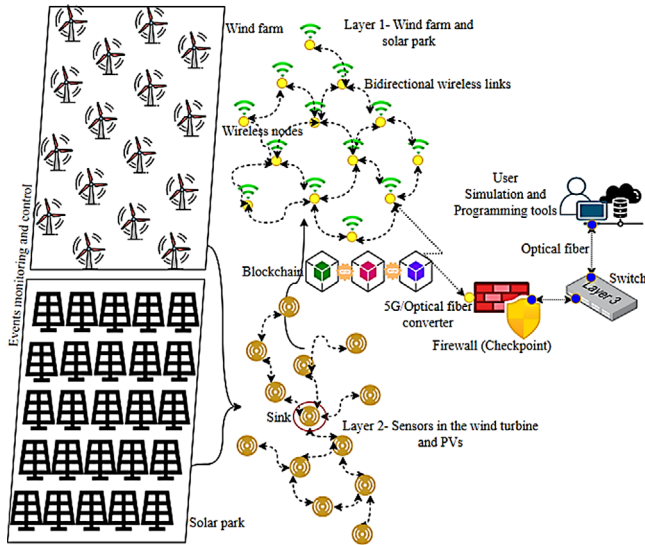 Wind farm
Layer 1- Wind farm and
solar park
Bidirectional wireless links
Wireless nodes
User
Simulation and
Programming tools
Optical fiber
Switch
Layer 3
Events monitoring and control
Blockchain
5G/Optical fiber
converter
Firewall (Checkpoint)
Sink
Layer 2- Sensors in the wind turbine
and PVs
Solar park